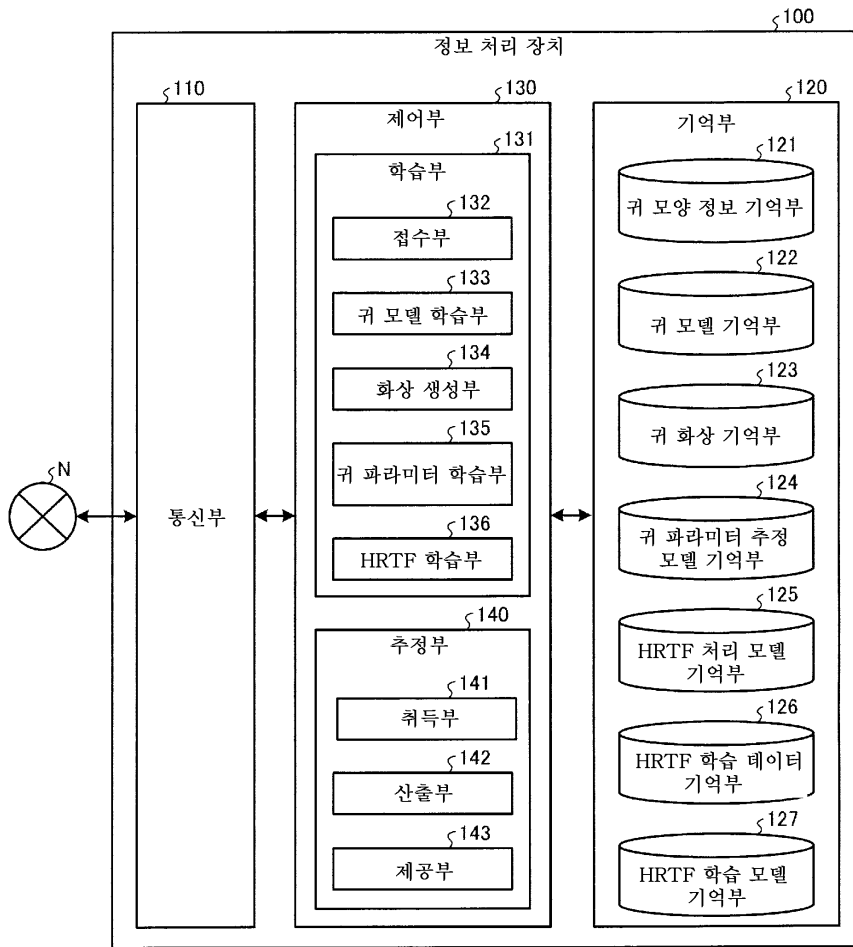 100
정보 처리 장치
110
통신부
N
130
제어부
131
학습부
132
접수부
133
귀 모델 학습부
134
화상 생성부
135
귀 파라미터 학습부
136
HRTF 학습부
140
추정부
141
취득부
142
산출부
143
제공부
120
기억부
121
귀 모양 정보 기억부
122
귀 모델 기억부
123
귀 화상 기억부
124
귀 파라미터 추정
모델 기억부
125
HRTF 처리 모델
기억부
126
HRTF 학습 데이터
기억부
127
HRTF 학습 모델
기억부